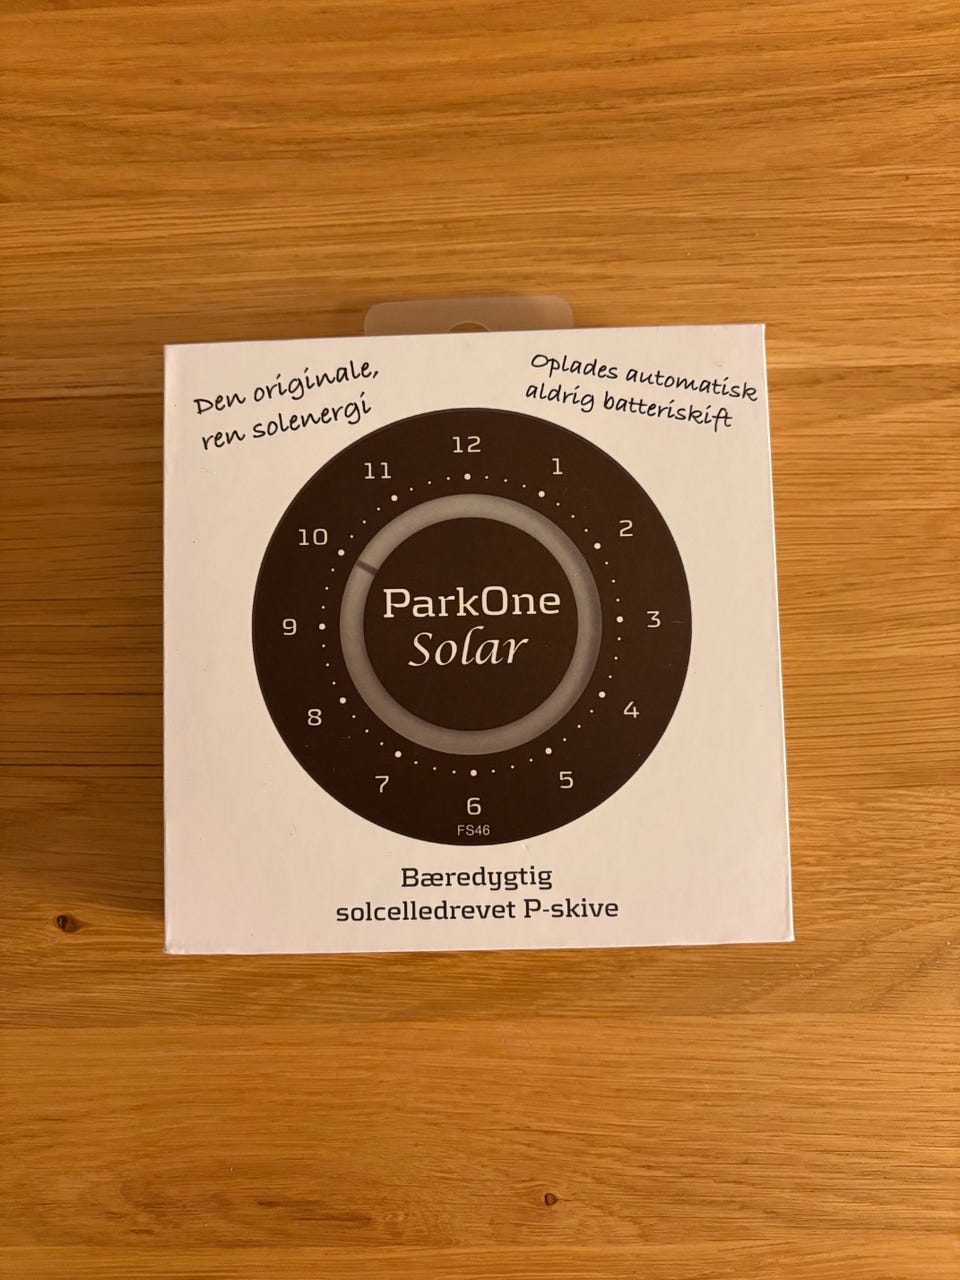 Den originale,
ren solenergi
Oplades automatisk
aldrig batteriskift
12
1
2
3
4
5
6
7
8
9
10
11
ParkOne
Solar
FS46
Bæredygtig
solcelledrevet P-skive